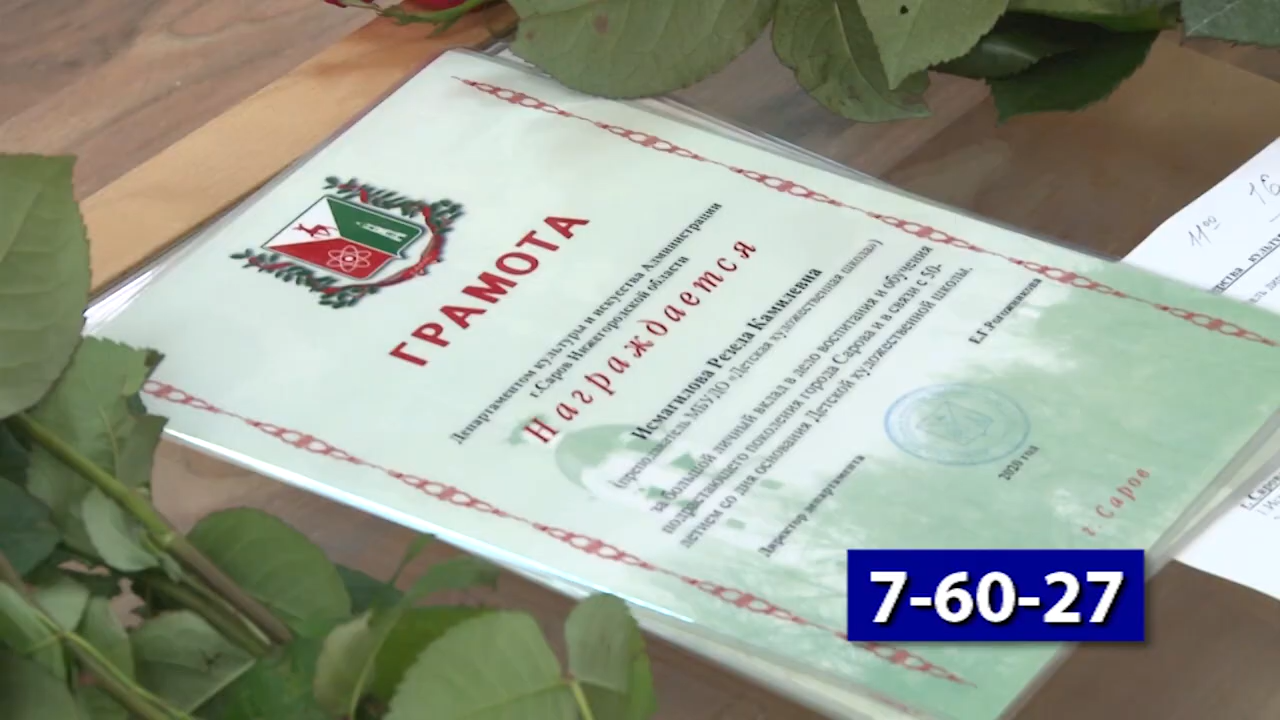 ГРАМОТА
Департаментом культуры и искусства Администрации
г.Саров Нижегородской области
Награждается
Исмагилова Резеда Камилевна
(преподаватель МБУДО «Детская художественная школа»)
за большой личный вклад в дело воспитания и обучения
подрастающего поколения города Сарова и в связи с 50-
летием со дня основания Детской художественной школы.
Директор департамента
2020 год
г. Саров
7-60-27
11⁰⁰
16